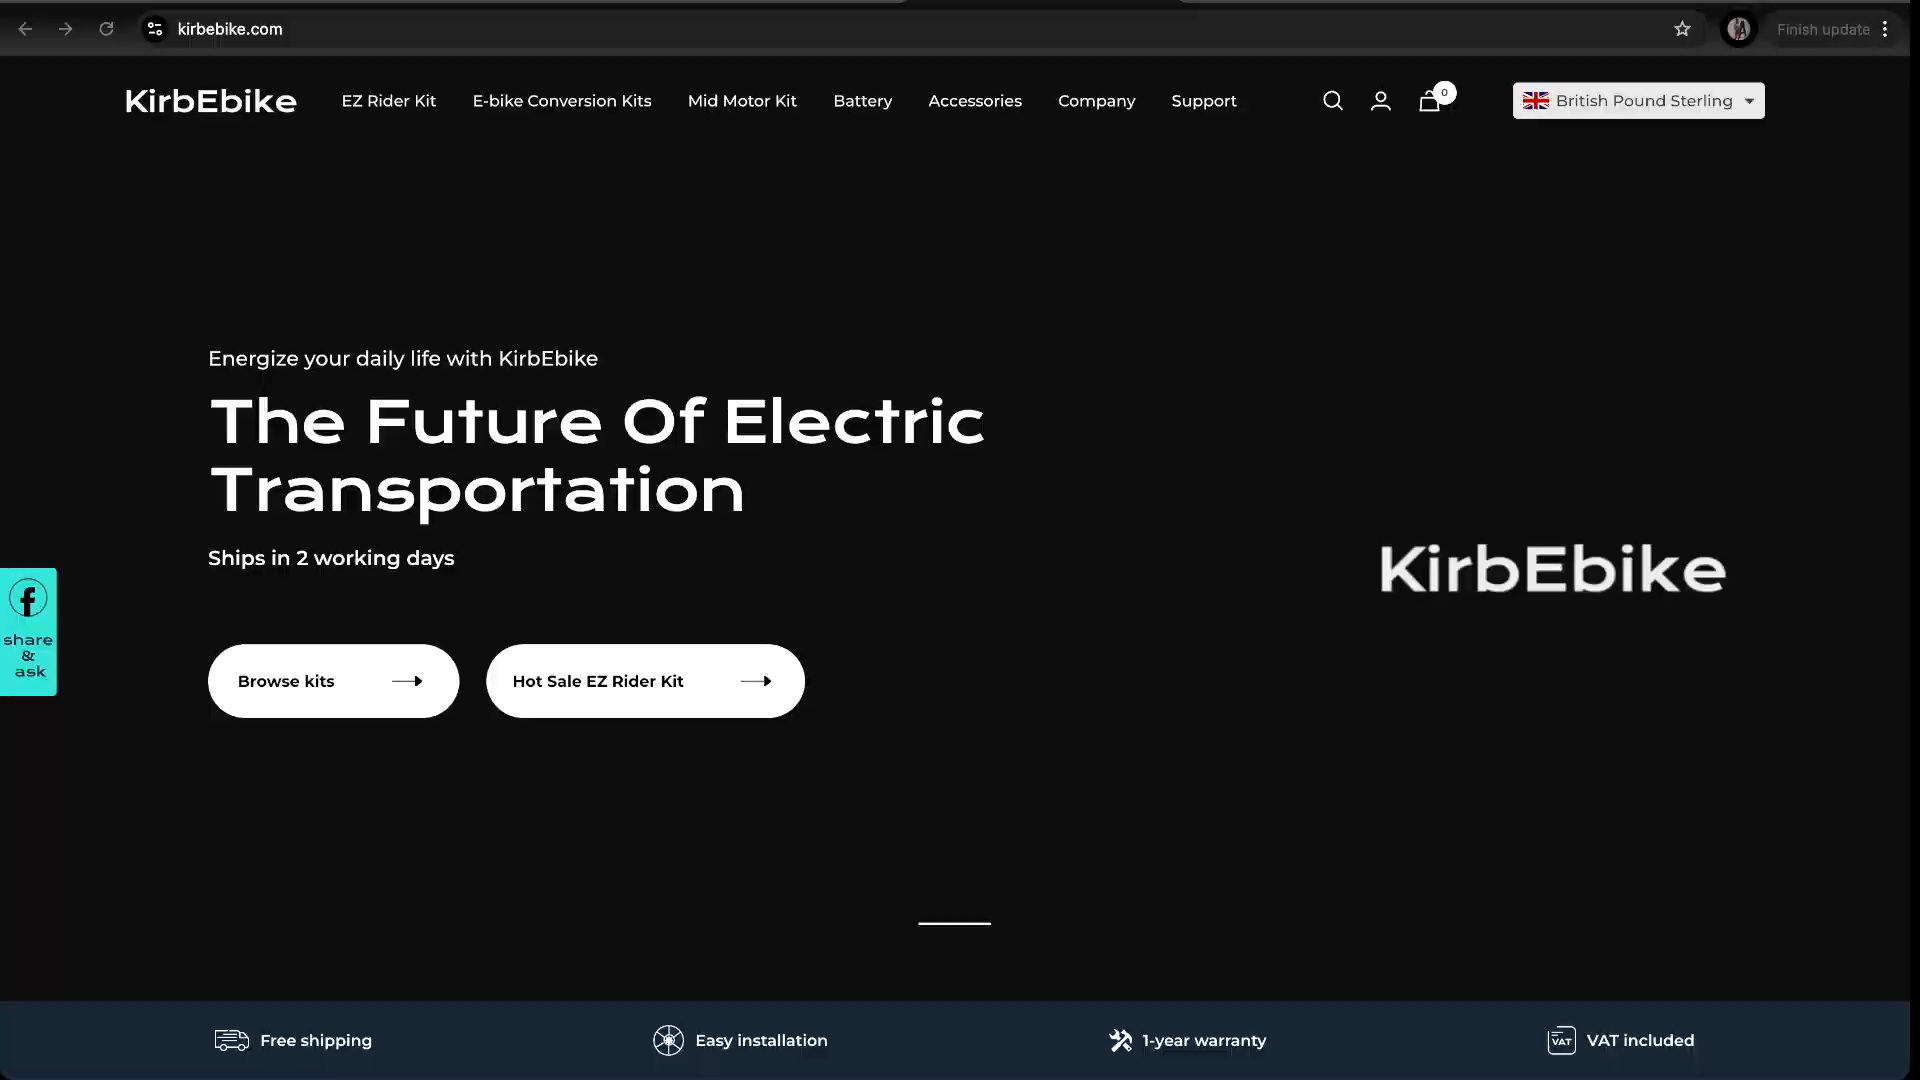 kirbebike.com
Finish update
KirbEbike
EZ Rider Kit
E-bike Conversion Kits
Mid Motor Kit
Battery
Accessories
Company
Support
0
British Pound Sterling
Energize your daily life with KirbEbike
The Future Of Electric
Transportation
Ships in 2 working days
KirbEbike
share
&
ask
Browse kits
Hot Sale EZ Rider Kit
Free shipping
Easy installation
1-year warranty
VAT
VAT included